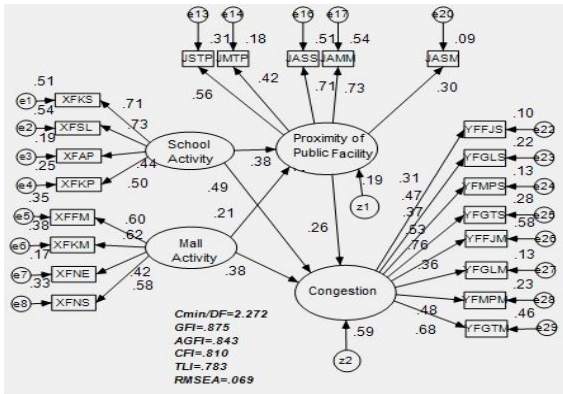 e13 e14 e16 e17 e20
.31 .18 .51 .54 .09
JSTP JMTP JASS JAMM JASM
.56 .42 .71 .73 .30
.51
e1 XFKS .71
.54
e2 XFSL .73
.19
e3 XFAP .44
.25
e4 XFKP .50
.35
School Activity
.38
Proximity of Public Facility
.19
z1
.49
.21
.26
e5 XFFM .60
.38
e6 XFKM .62
.17
e7 XFNE .42
.33
e8 XFNS .58
Mall Activity
.38
Congestion
.59
z2
.10
.31 YFFJS e22
.22
.47 YFGLS e23
.13
.37 YFMPS e24
.28
.53 YFGTS e25
.58
.76 YFFJM e26
.36 YFGLM e27
.13
.23
.48 YFMPM e28
.46
.68 YFGTM e29
Cmin/DF=2.272
GFI=.875
AGFI=.843
CFI=.810
TLI=.783
RMSEA=.069